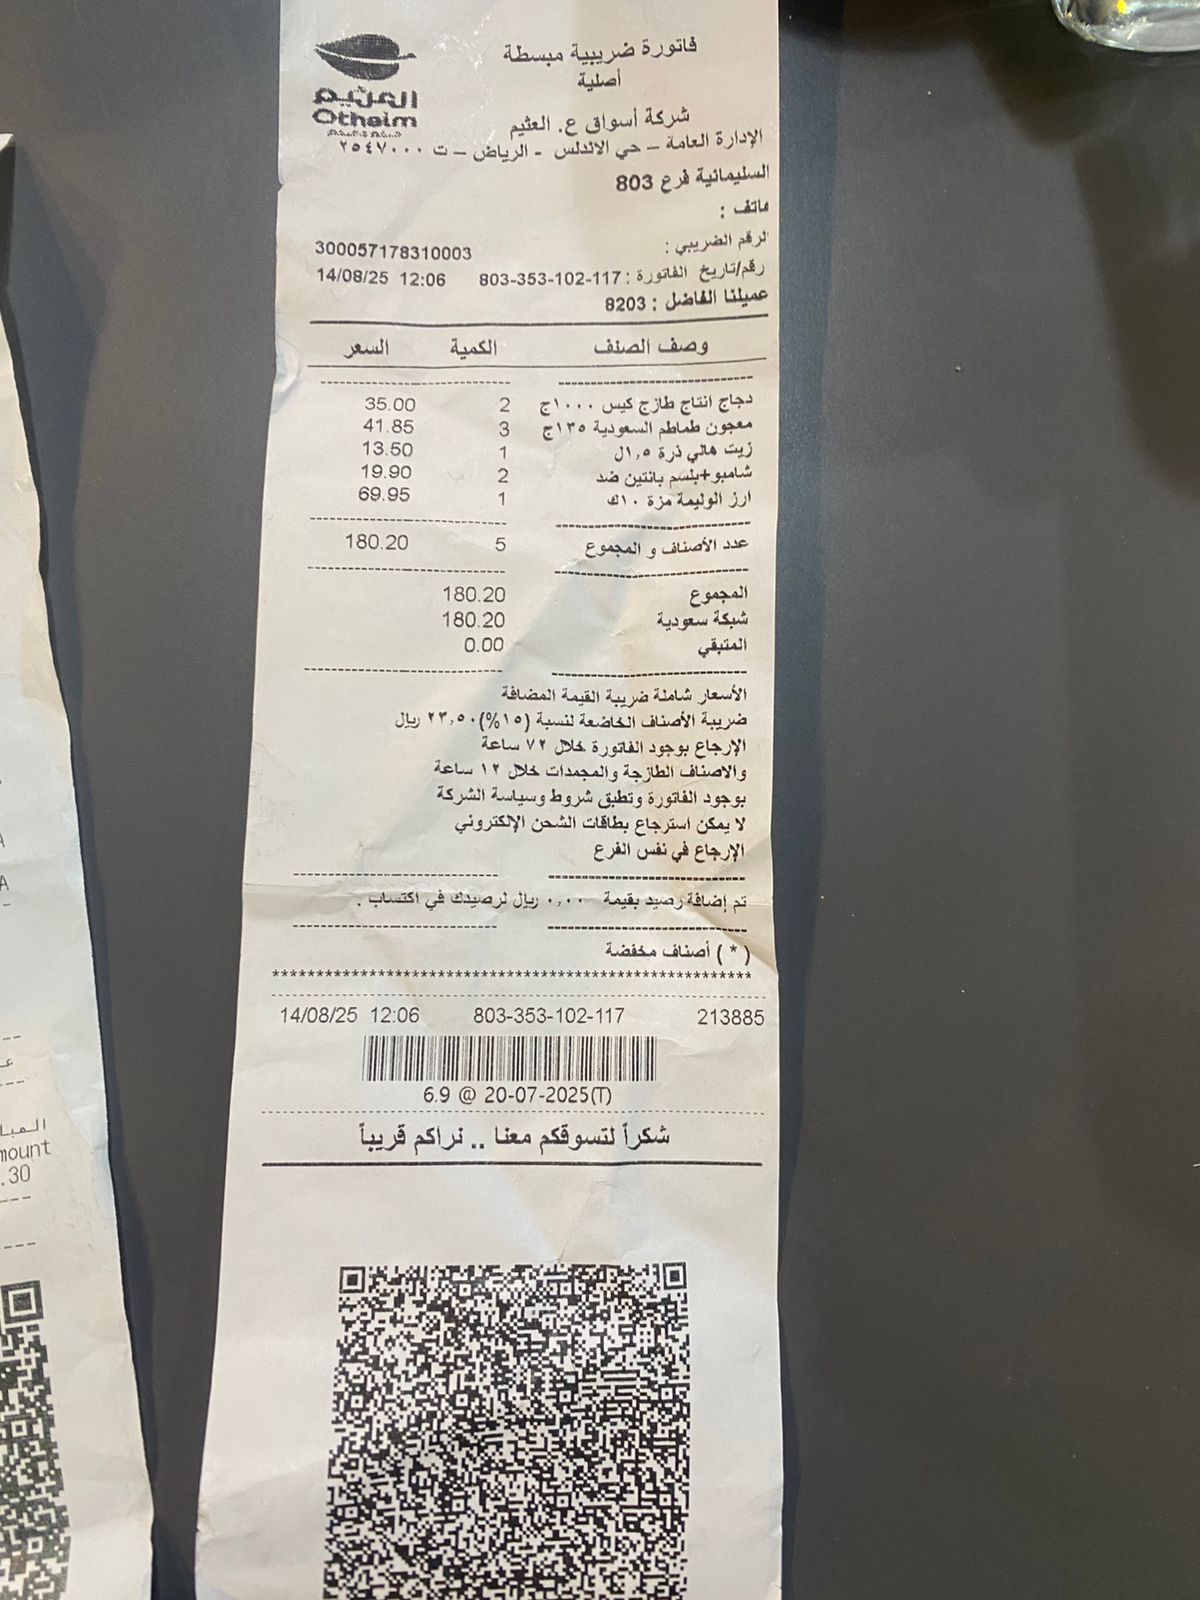 العثيم
Othaim
فاتورة ضريبية مبسطة
أصلية
شركة أسواق ع. العثيم
الإدارة العامة – حي الاندلس - الرياض – ت ٢٥٤٧٠٠٠
السليمانية فرع 803
هاتف :
الرقم الضريبي : 300057178310003
رقم/تاريخ الفاتورة : 803-353-102-117 14/08/25 12:06
عميلنا الفاضل : 8203
وصف الصنف الكمية السعر
دجاج انتاج طازج كيس ١٠٠٠ج 2 35.00
معجون طماطم السعودية ١٣٥ج 3 41.85
زيت هالي ذرة ١,٥ل 1 13.50
شامبو+بلسم بانتين ضد 2 19.90
ارز الوليمة مزة ١٠ك 1 69.95
عدد الأصناف و المجموع 5 180.20
المجموع 180.20
شبكة سعودية 180.20
المتبقي 0.00
الأسعار شاملة ضريبة القيمة المضافة
ضريبة الأصناف الخاضعة لنسبة (١٥%) ٢٣,٥٠ ريال
الإرجاع بوجود الفاتورة خلال ٧٢ ساعة
والاصناف الطازجة والمجمدات خلال ١٢ ساعة
بوجود الفاتورة وتطبق شروط وسياسة الشركة
لا يمكن استرجاع بطاقات الشحن الإلكتروني
الإرجاع في نفس الفرع
تم إضافة رصيد بقيمة ٠,٠٠ ريال لرصيدك في اكتساب .
( * ) أصناف مخفضة
******************************************************
14/08/25 12:06 803-353-102-117 213885
6.9 @ 20-07-2025(T)
شكراً لتسوقكم معنا .. نراكم قريباً
mount
.30